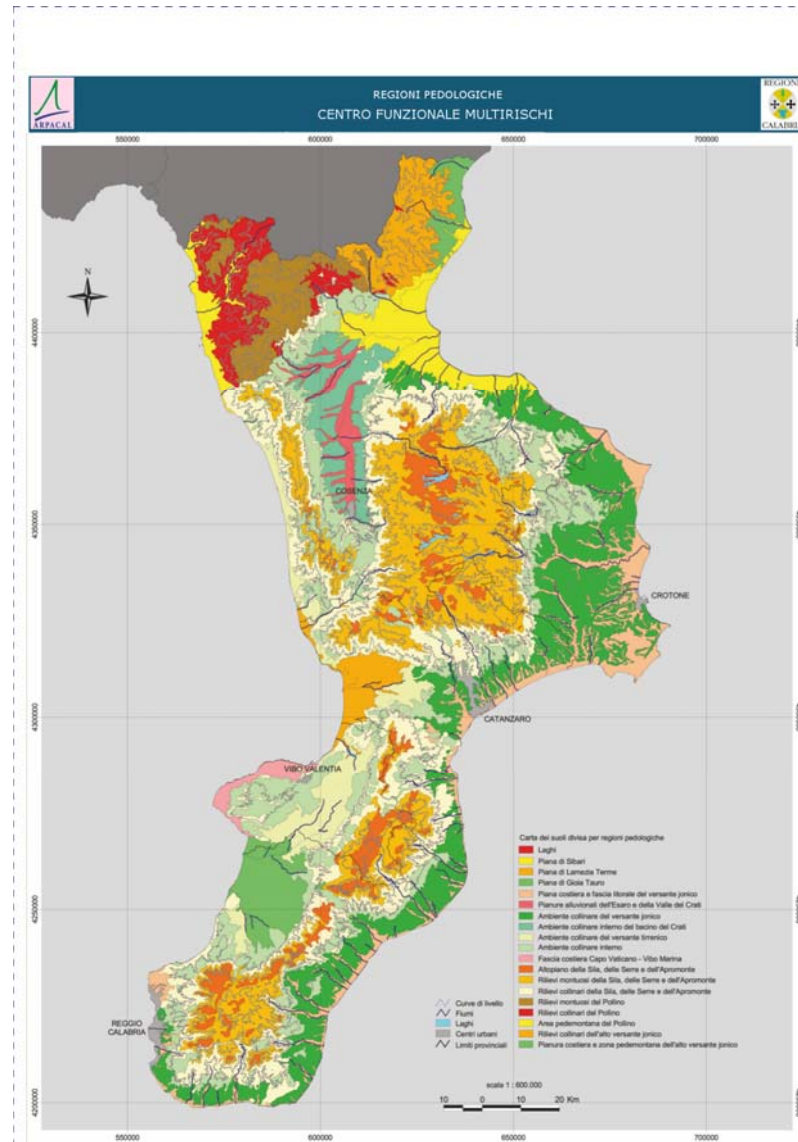 REGIONI PEDOLOGICHE
CENTRO FUNZIONALE MULTIRISCHI
ARPACAL
REGIONE
CALABRIA
550000 600000 650000 700000
N
4400000
4350000
4300000
4250000
4200000
COSENZA
CROTONE
CATANZARO
VIBO VALENTIA
REGGIO
CALABRIA
Carta dei suoli divisa per regioni pedologiche
Laghi
Piana di Sibari
Piana di Lamezia Terme
Piana di Gioia Tauro
Piana costiera e fascia litorale del versante jonico
Pianure alluvionali dell'Esaro e della Valle del Crati
Ambiente collinare del versante jonico
Ambiente collinare interno del bacino del Crati
Ambiente collinare del versante tirrenico
Ambiente collinare interno
Fascia costiera Capo Vaticano - Vibo Marina
Altopiano della Sila, delle Serre e dell'Aspromonte
Rilievi montuosi della Sila, delle Serre e dell'Aspromonte
Rilievi collinari della Sila, delle Serre e dell'Aspromonte
Rilievi montuosi del Pollino
Rilievi collinari del Pollino
Area pedemontana del Pollino
Rilievi collinari dell'alto versante jonico
Pianura costiera e zona pedemontana dell'alto versante jonico
Curve di livello
Fiumi
Laghi
Centri urbani
Limiti provinciali
scala 1 : 600.000
10 0 10 20 Km
550000 600000 650000 700000